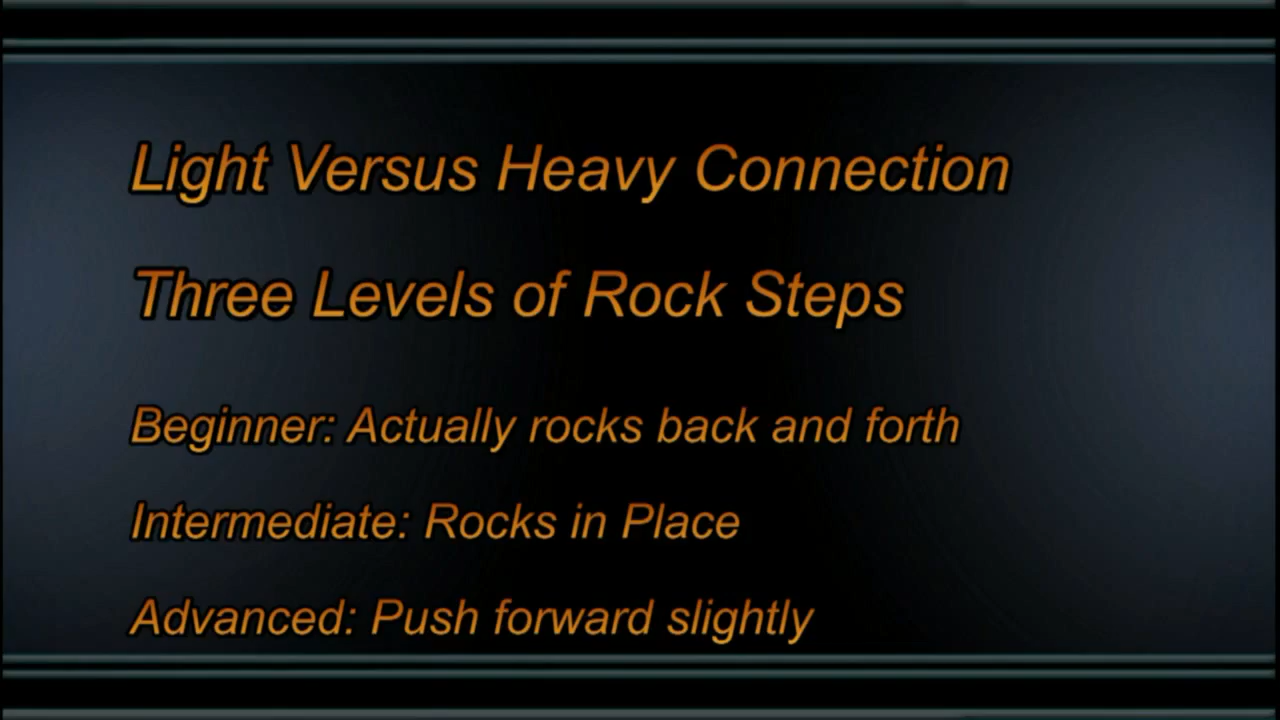 Light Versus Heavy Connection
Three Levels of Rock Steps
Beginner: Actually rocks back and forth
Intermediate: Rocks in Place
Advanced: Push forward slightly